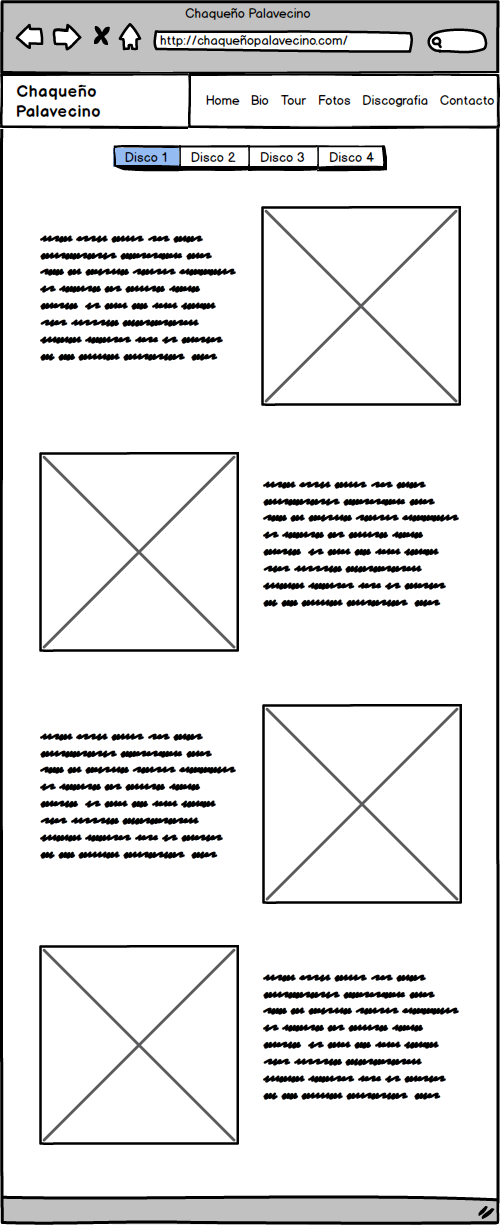 Chaqueño Palavecino
http://chaqueñopalavecino.com/
Chaqueño
Palavecino
Home Bio Tour Fotos Discografia Contacto
Disco 1 Disco 2 Disco 3 Disco 4